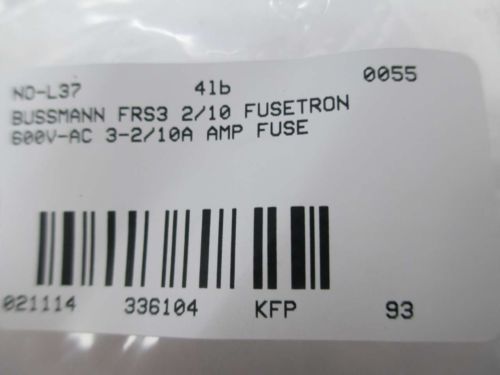 NO-L37 41b 0055
BUSSMANN FRS3 2/10 FUSETRON
600V-AC 3-2/10A AMP FUSE
021114 336104 KFP 93